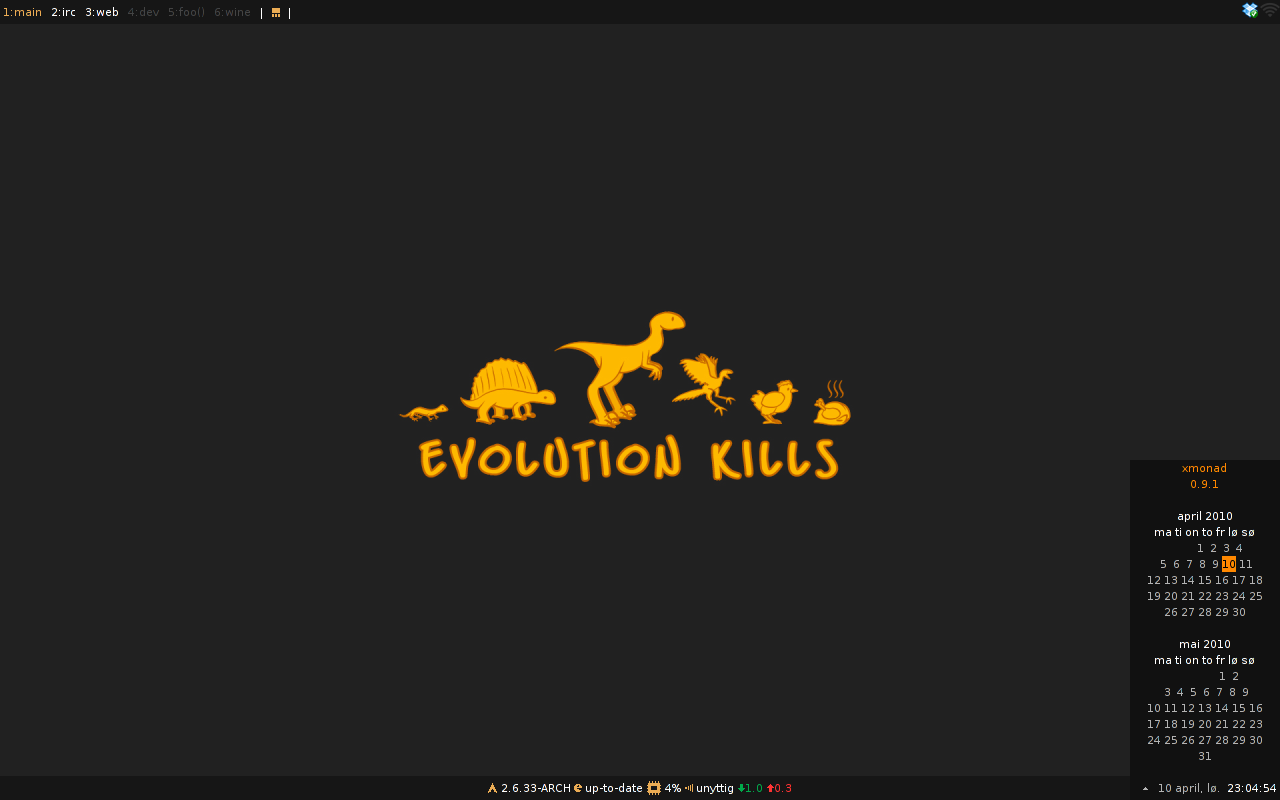 1:main 2:irc 3:web 4:dev 5:foo() 6:wine | |
EVOLUTION KILLS
xmonad
0.9.1
april 2010
ma ti on to fr lø sø
1 2 3 4
5 6 7 8 9 10 11
12 13 14 15 16 17 18
19 20 21 22 23 24 25
26 27 28 29 30
mai 2010
ma ti on to fr lø sø
1 2
3 4 5 6 7 8 9
10 11 12 13 14 15 16
17 18 19 20 21 22 23
24 25 26 27 28 29 30
31
2.6.33-ARCH up-to-date 4% unyttig 1.0 0.3
10 april, lø. 23:04:54